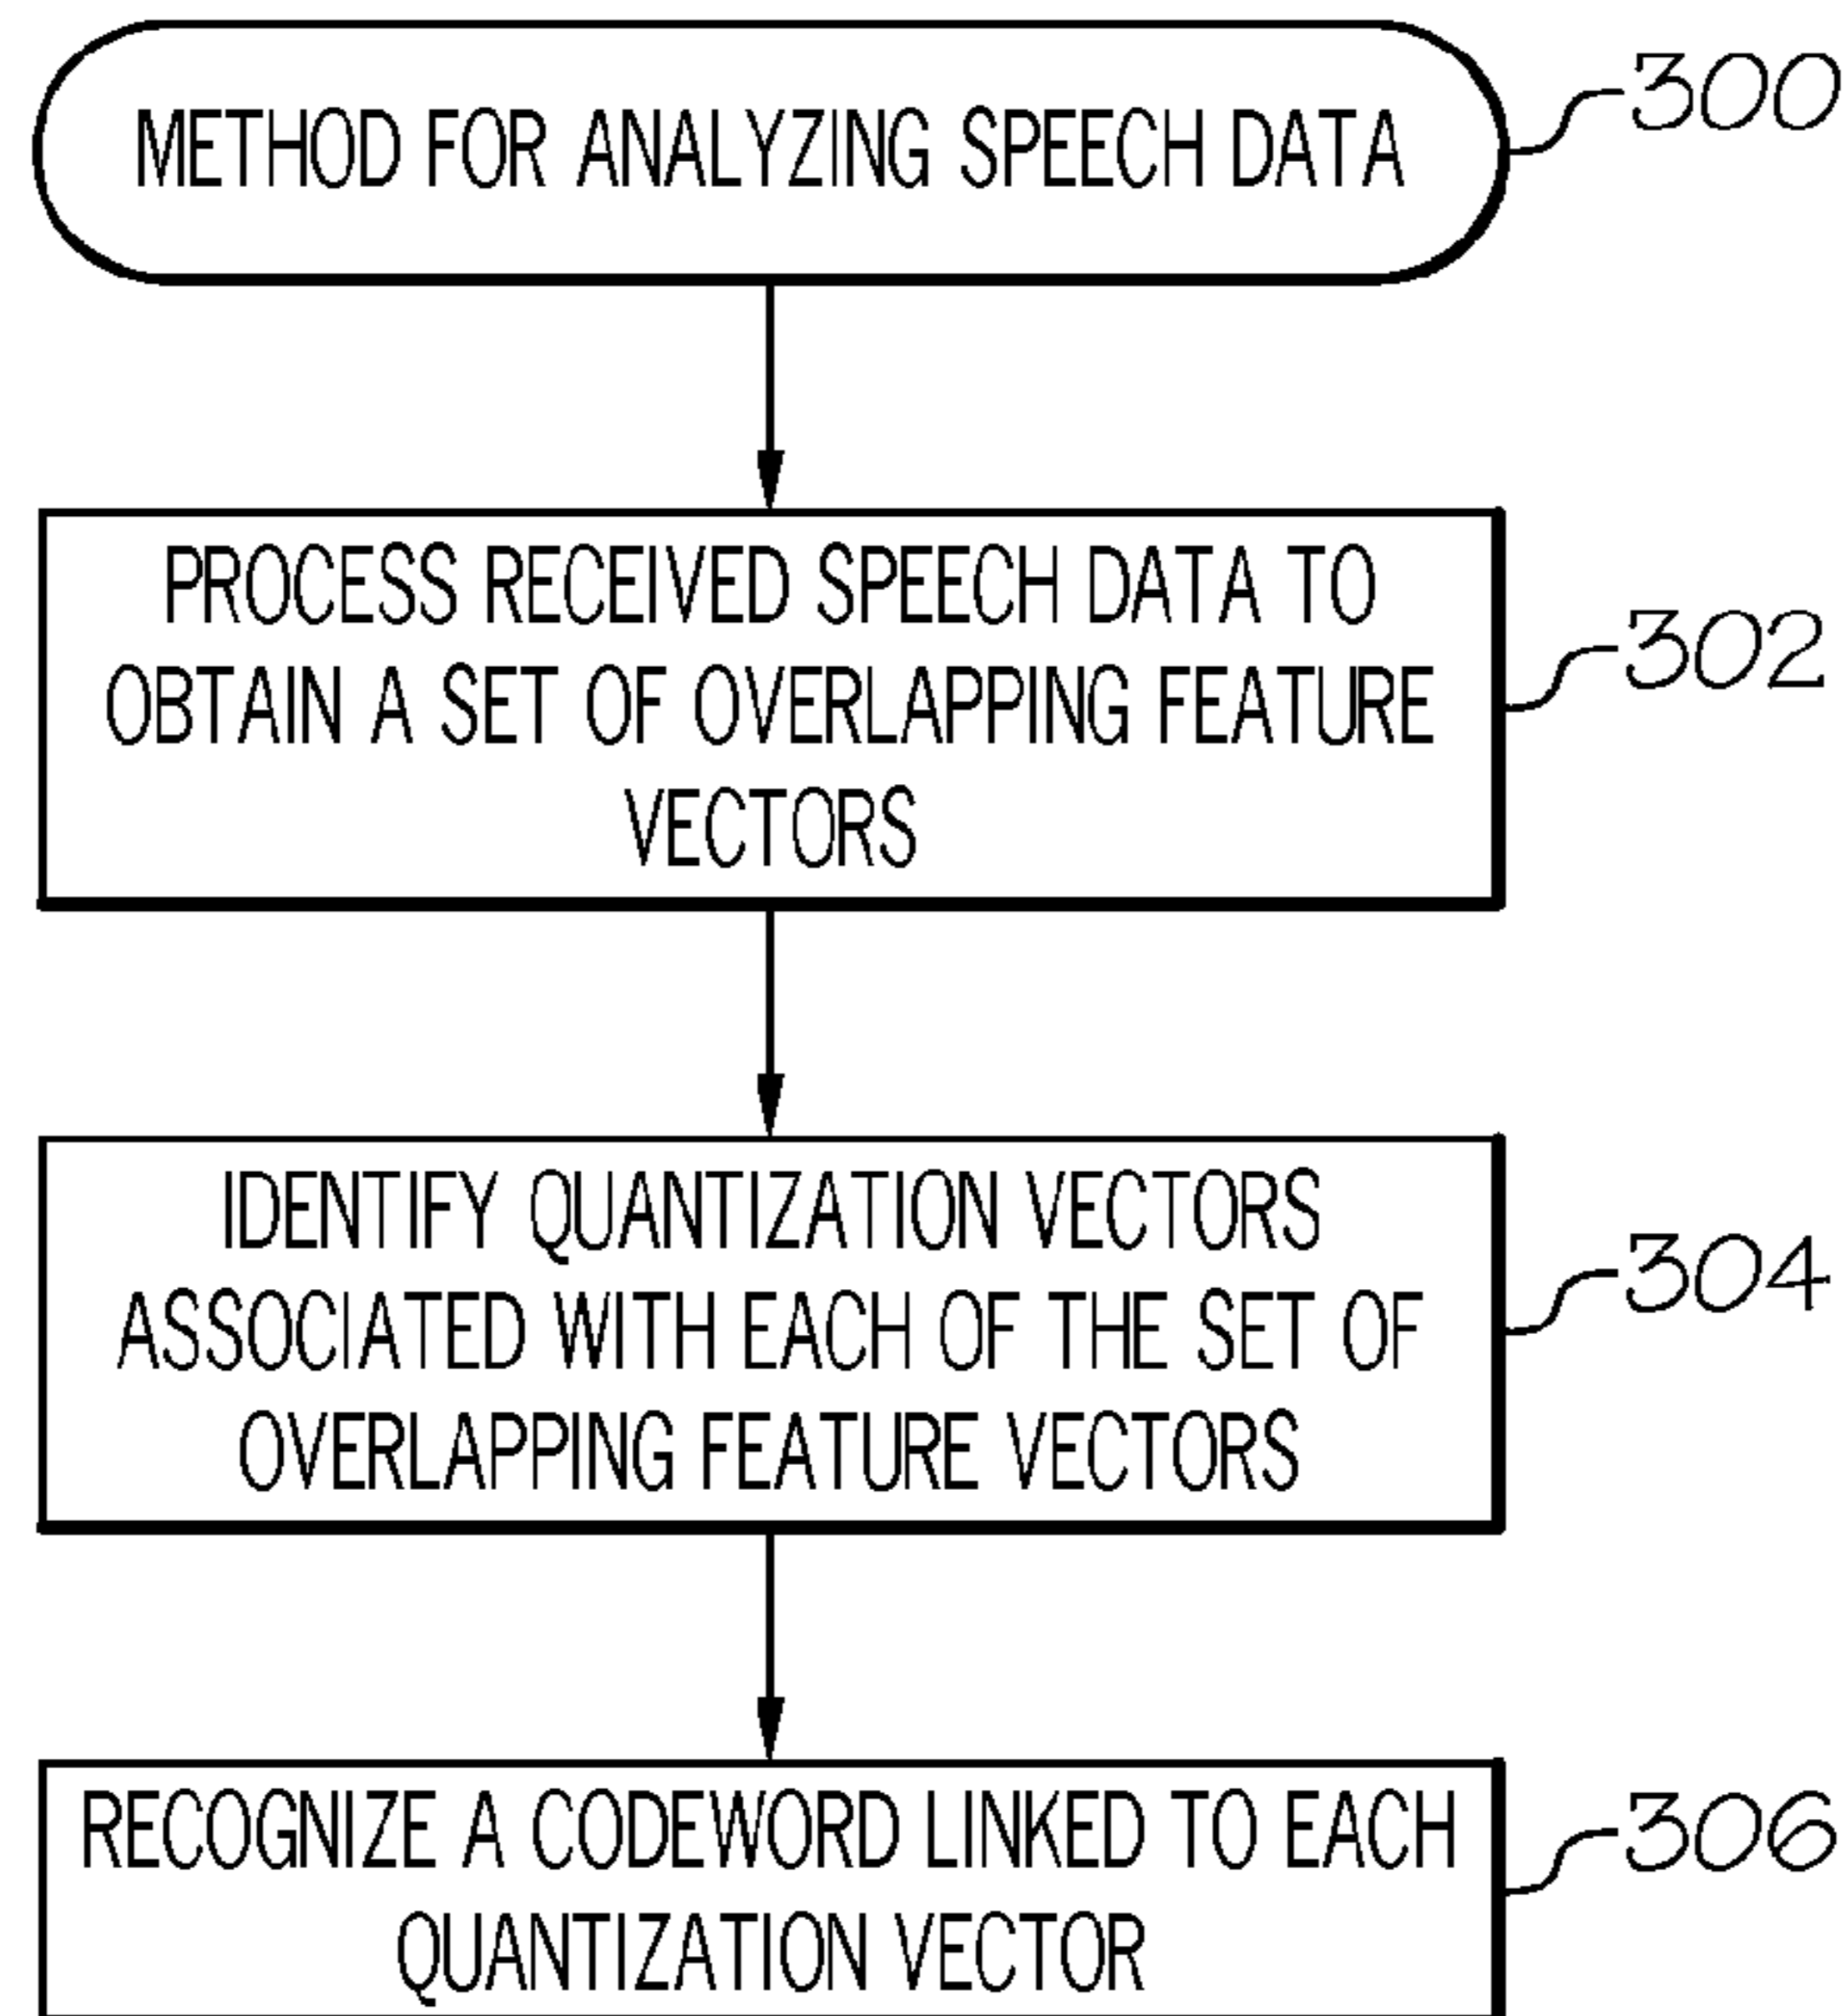 METHOD FOR ANALYZING SPEECH DATA
300
PROCESS RECEIVED SPEECH DATA TO
OBTAIN A SET OF OVERLAPPING FEATURE
VECTORS
302
IDENTIFY QUANTIZATION VECTORS
ASSOCIATED WITH EACH OF THE SET OF
OVERLAPPING FEATURE VECTORS
304
RECOGNIZE A CODEWORD LINKED TO EACH
QUANTIZATION VECTOR
306